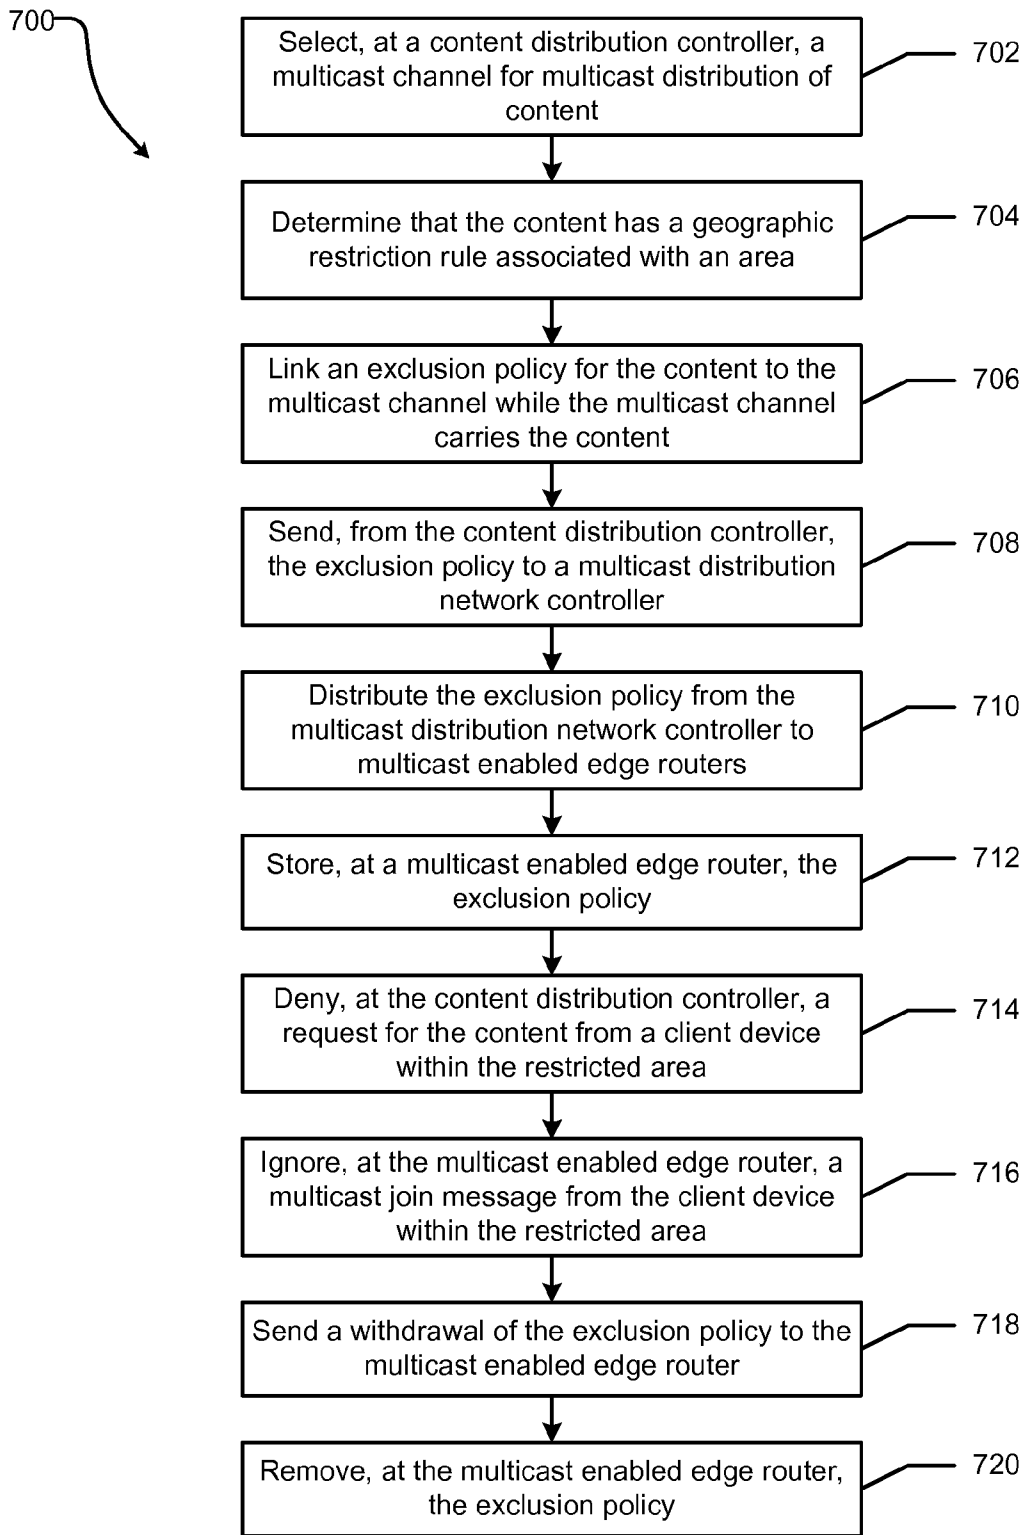 700
Select, at a content distribution controller, a
multicast channel for multicast distribution of
content
702
Determine that the content has a geographic
restriction rule associated with an area
704
Link an exclusion policy for the content to the
multicast channel while the multicast channel
carries the content
706
Send, from the content distribution controller,
the exclusion policy to a multicast distribution
network controller
708
Distribute the exclusion policy from the
multicast distribution network controller to
multicast enabled edge routers
710
Store, at a multicast enabled edge router, the
exclusion policy
712
Deny, at the content distribution controller, a
request for the content from a client device
within the restricted area
714
Ignore, at the multicast enabled edge router, a
multicast join message from the client device
within the restricted area
716
Send a withdrawal of the exclusion policy to the
multicast enabled edge router
718
Remove, at the multicast enabled edge router,
the exclusion policy
720